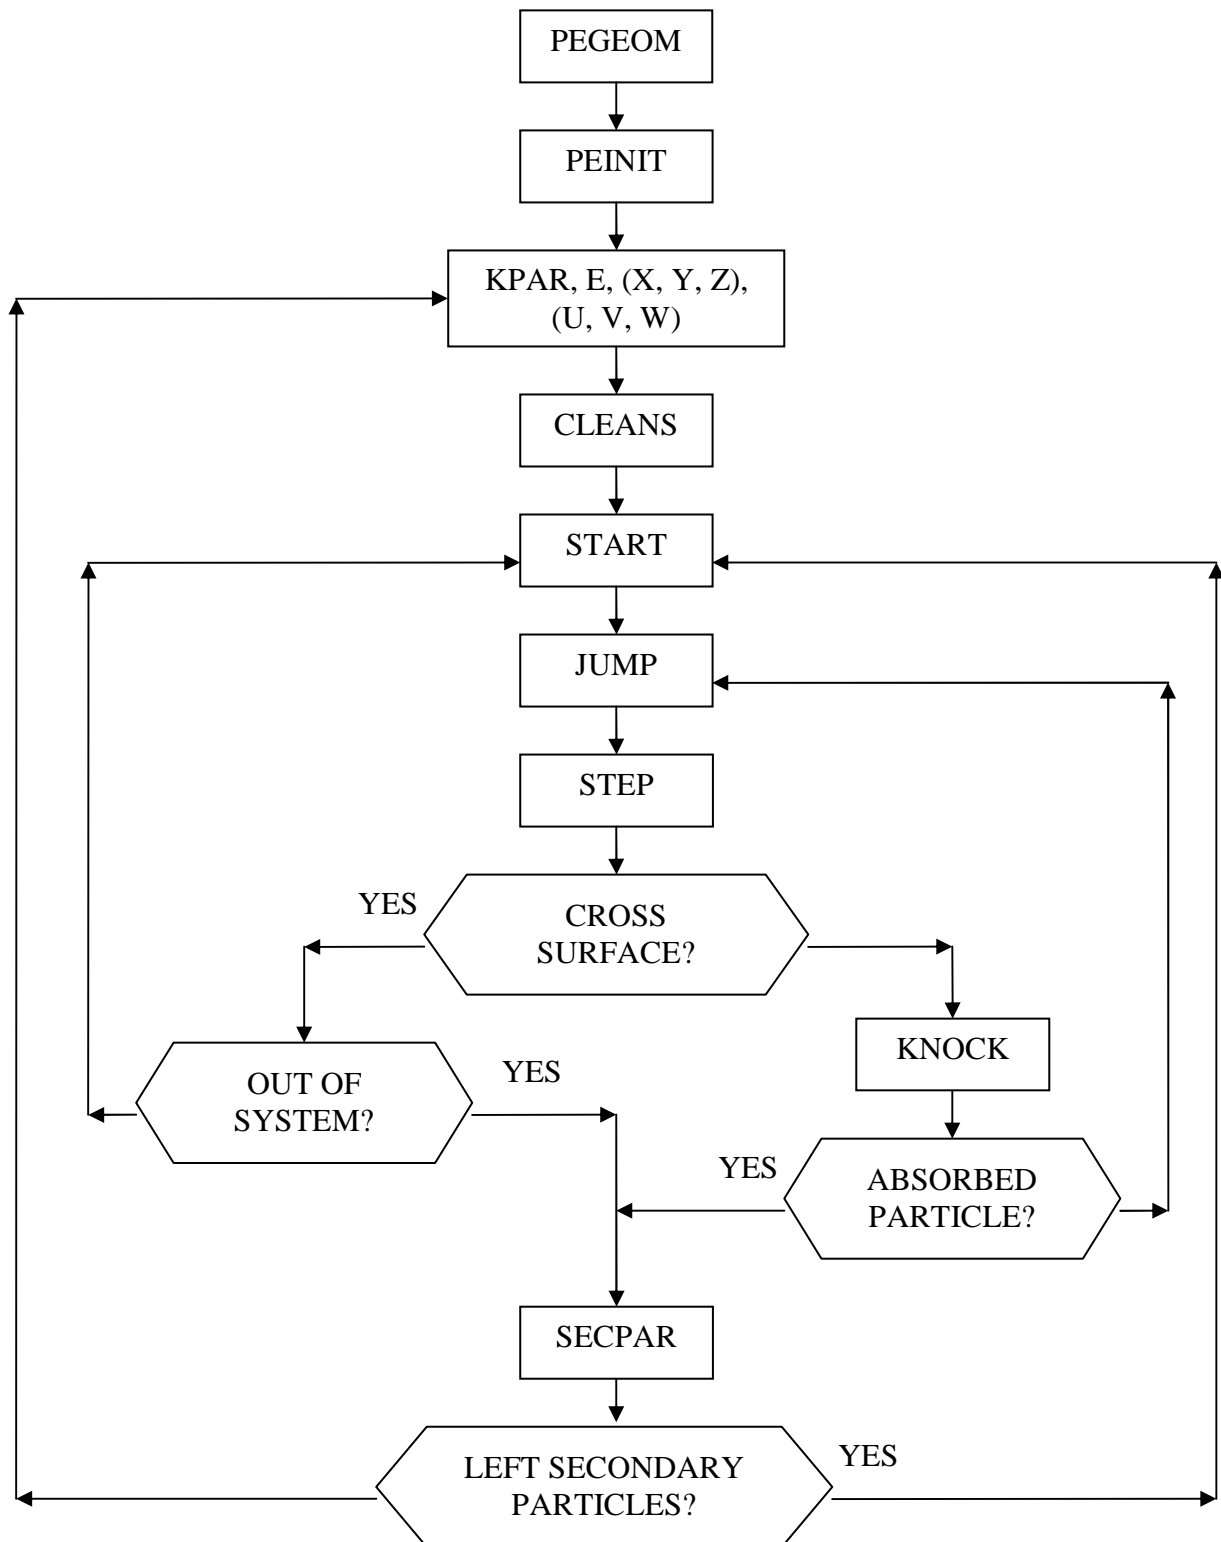 PEGEOM
PEINIT
KPAR, E, (X, Y, Z),
(U, V, W)
CLEANS
START
JUMP
STEP
YES
CROSS
SURFACE?
KNOCK
OUT OF
SYSTEM?
YES
YES
ABSORBED
PARTICLE?
SECPAR
LEFT SECONDARY
PARTICLES?
YES